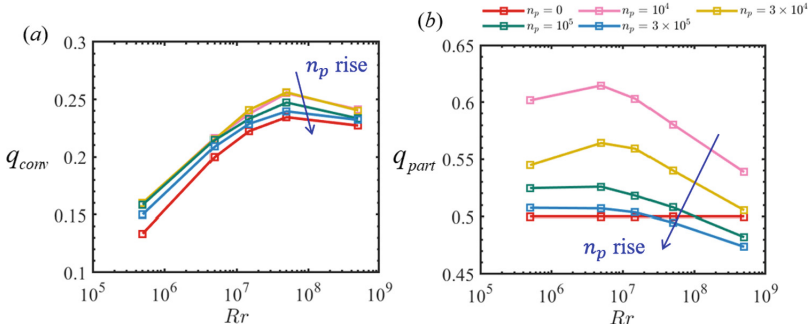 n_p = 0
n_p = 10^4
n_p = 3 × 10^4
n_p = 10^5
n_p = 3 × 10^5
(a)
0.3
0.25
0.2
0.15
0.1
q_conv
n_p rise
10^5 10^6 10^7 10^8 10^9
Rr
(b)
0.65
0.6
0.55
0.5
0.45
q_part
n_p rise
10^5 10^6 10^7 10^8 10^9
Rr